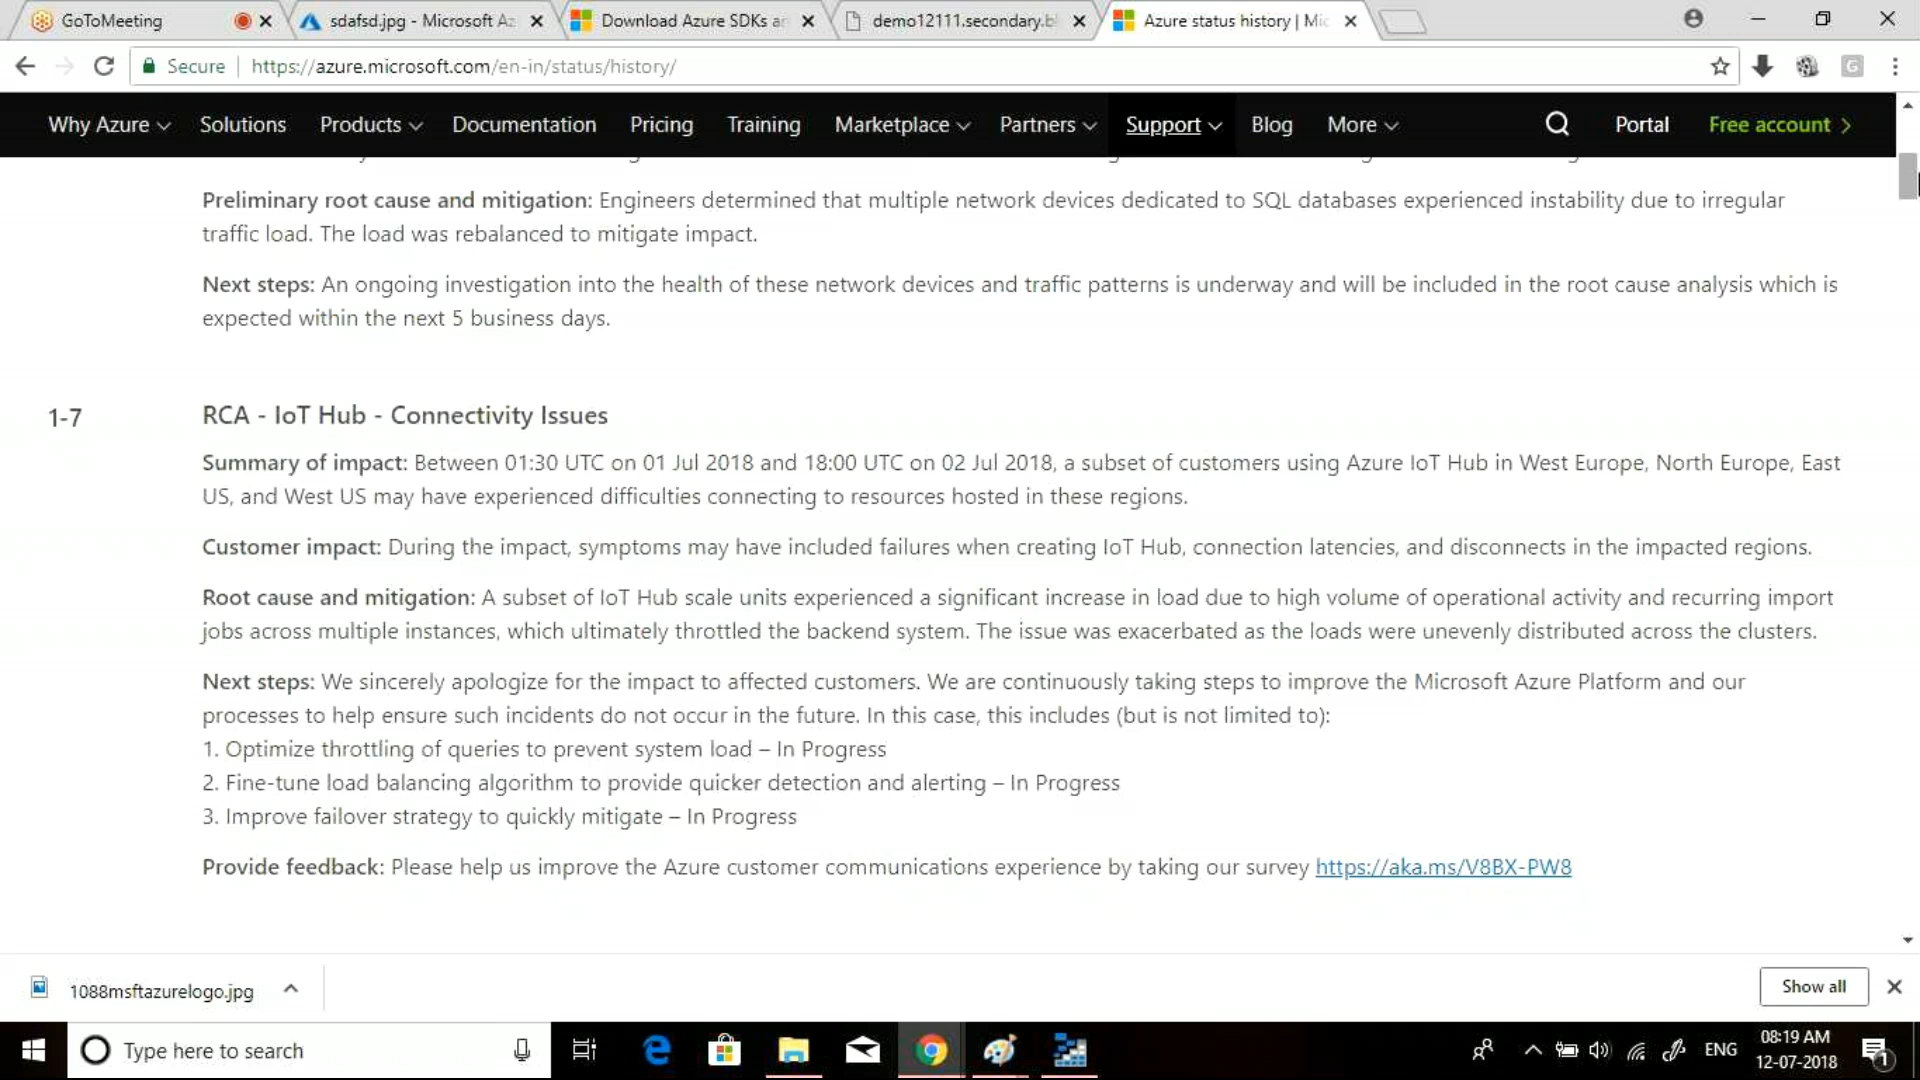 GoToMeeting
sdafsd.jpg - Microsoft Az
Download Azure SDKs a
demo12111.secondary.b
Azure status history | Mic
Secure
https://azure.microsoft.com/en-in/status/history/
G
Why Azure
Solutions
Products
Documentation
Pricing
Training
Marketplace
Partners
Support
Blog
More
Portal
Free account
Preliminary root cause and mitigation: Engineers determined that multiple network devices dedicated to SQL databases experienced instability due to irregular
traffic load. The load was rebalanced to mitigate impact.
Next steps: An ongoing investigation into the health of these network devices and traffic patterns is underway and will be included in the root cause analysis which is
expected within the next 5 business days.
1-7
RCA - IoT Hub - Connectivity Issues
Summary of impact: Between 01:30 UTC on 01 Jul 2018 and 18:00 UTC on 02 Jul 2018, a subset of customers using Azure IoT Hub in West Europe, North Europe, East
US, and West US may have experienced difficulties connecting to resources hosted in these regions.
Customer impact: During the impact, symptoms may have included failures when creating IoT Hub, connection latencies, and disconnects in the impacted regions.
Root cause and mitigation: A subset of IoT Hub scale units experienced a significant increase in load due to high volume of operational activity and recurring import
jobs across multiple instances, which ultimately throttled the backend system. The issue was exacerbated as the loads were unevenly distributed across the clusters.
Next steps: We sincerely apologize for the impact to affected customers. We are continuously taking steps to improve the Microsoft Azure Platform and our
processes to help ensure such incidents do not occur in the future. In this case, this includes (but is not limited to):
1. Optimize throttling of queries to prevent system load – In Progress
2. Fine-tune load balancing algorithm to provide quicker detection and alerting – In Progress
3. Improve failover strategy to quickly mitigate – In Progress
Provide feedback: Please help us improve the Azure customer communications experience by taking our survey https://aka.ms/V8BX-PW8
1088msftazurelogo.jpg
Show all
Type here to search
ENG
08:19 AM
12-07-2018
1